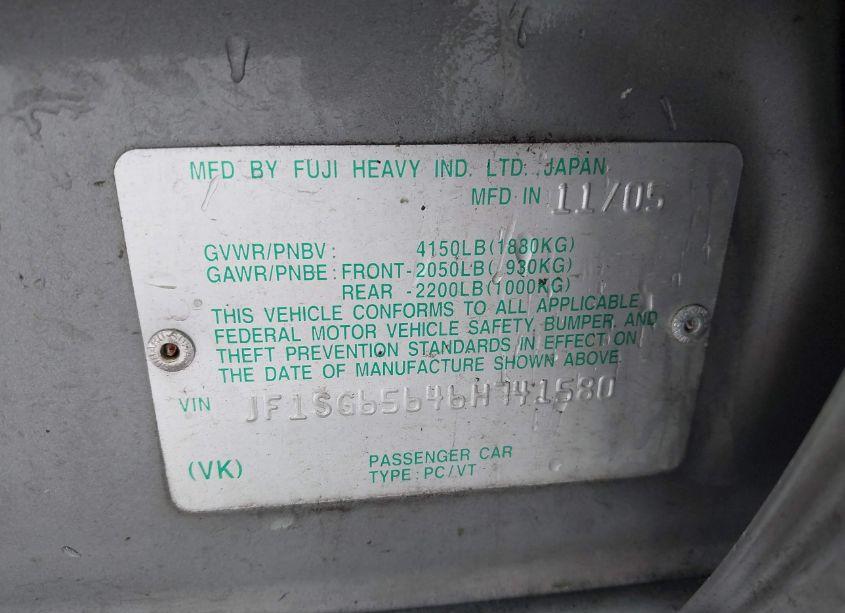 MFD BY FUJI HEAVY IND. LTD. JAPAN
MFD IN 11/05
GVWR/PNBV: 4150LB(1880KG)
GAWR/PNBE: FRONT-2050LB( 930KG)
REAR -2200LB(1000KG)
THIS VEHICLE CONFORMS TO ALL APPLICABLE
FEDERAL MOTOR VEHICLE SAFETY, BUMPER, AND
THEFT PREVENTION STANDARDS IN EFFECT ON
THE DATE OF MANUFACTURE SHOWN ABOVE.
VIN JF1SG65646H741580
(VK) PASSENGER CAR
TYPE: PC/VT